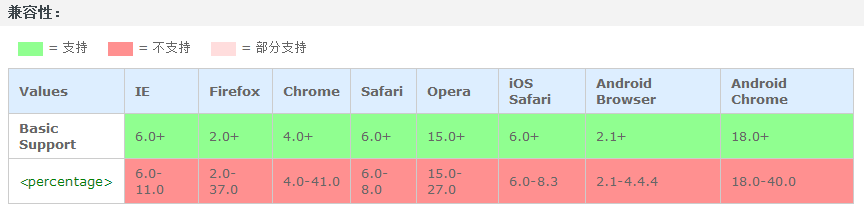 兼容性：
= 支持 = 不支持 = 部分支持
Values IE Firefox Chrome Safari Opera iOS Safari Android Browser Android Chrome
Basic Support 6.0+ 2.0+ 4.0+ 6.0+ 15.0+ 6.0+ 2.1+ 18.0+
<percentage> 6.0-11.0 2.0-37.0 4.0-41.0 6.0-8.0 15.0-27.0 6.0-8.3 2.1-4.4.4 18.0-40.0